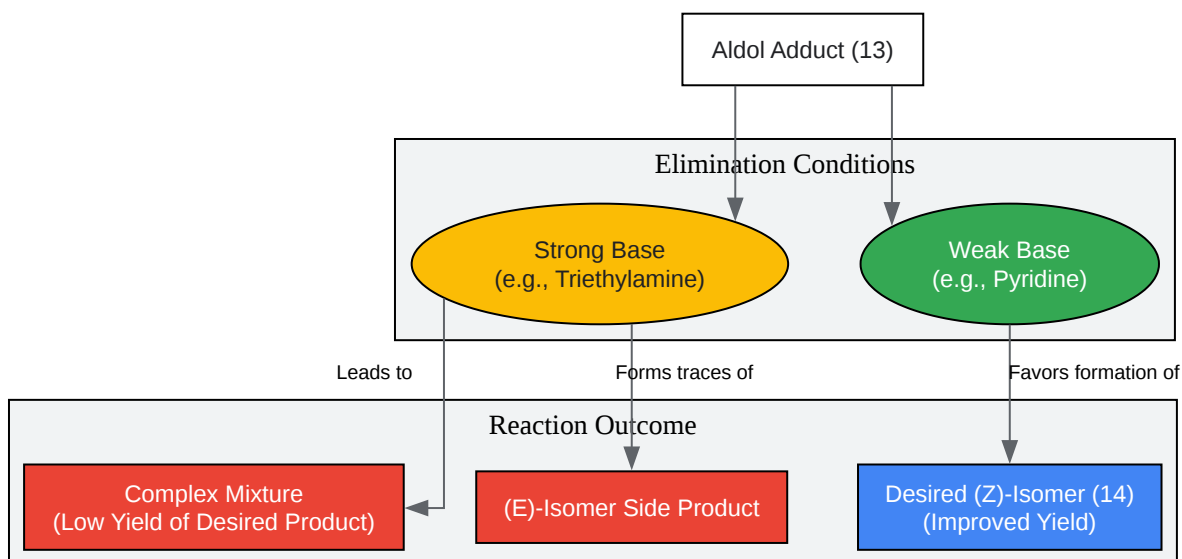 Aldol Adduct (13)
Elimination Conditions
Strong Base
(e.g., Triethylamine)
Weak Base
(e.g., Pyridine)
Leads to
Forms traces of
Favors formation of
Reaction Outcome
Complex Mixture
(Low Yield of Desired Product)
(E)-Isomer Side Product
Desired (Z)-Isomer (14)
(Improved Yield)